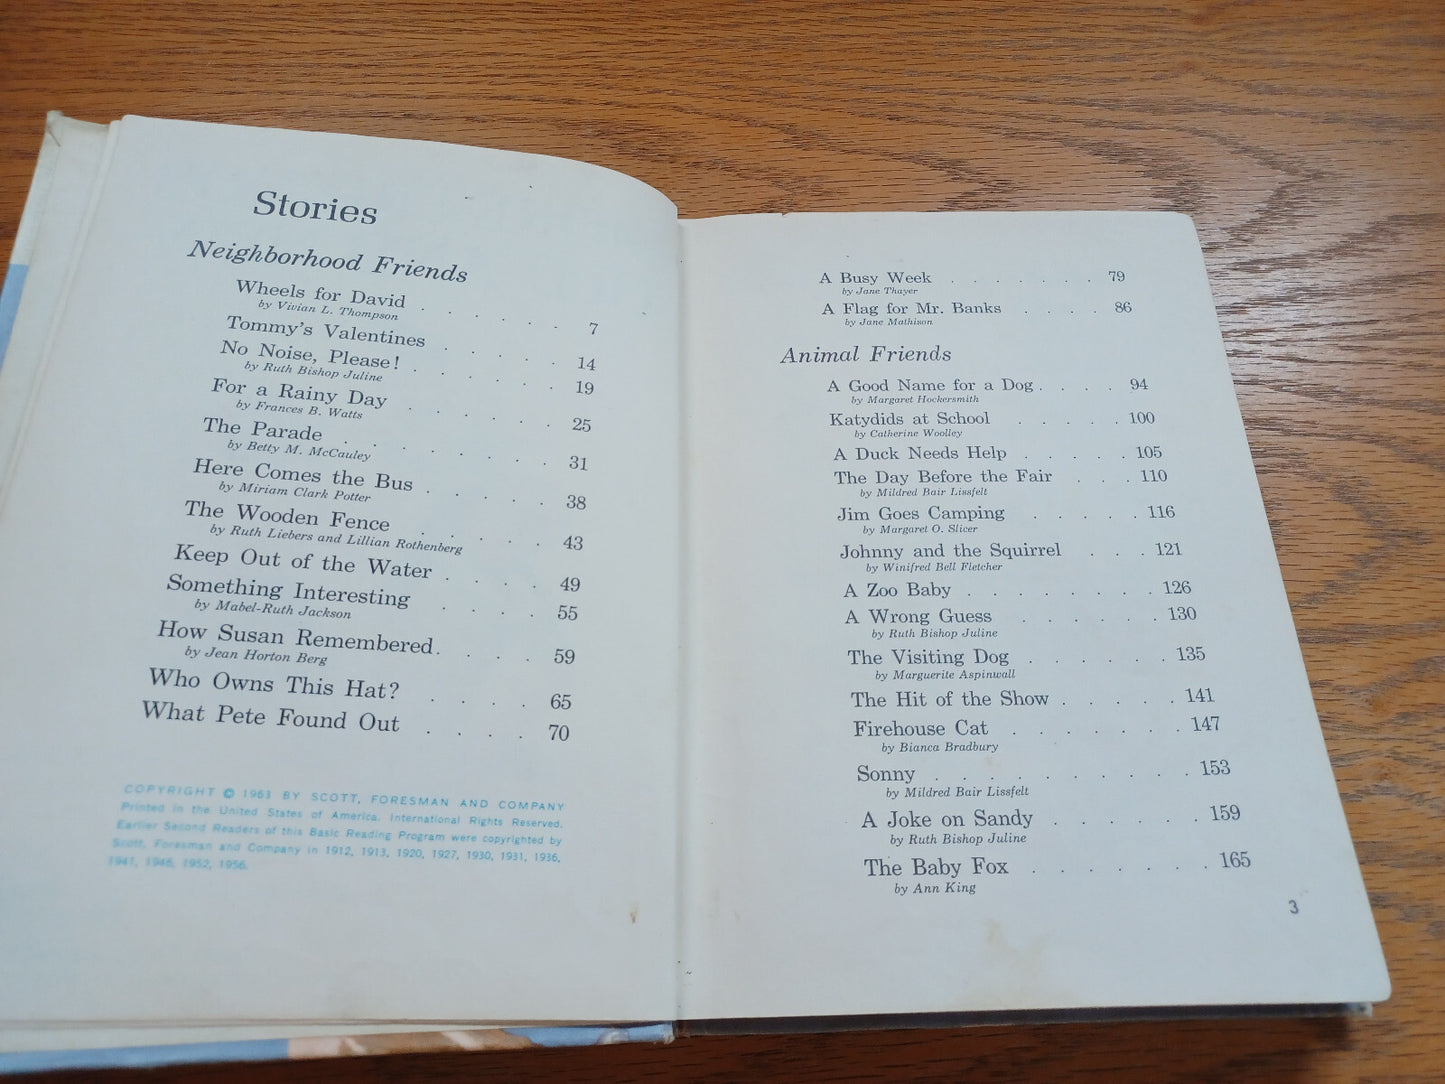 Stories
Neighborhood Friends
Wheels for David . . . . . . 7
by Vivian L. Thompson
Tommy's Valentines . . . . . 14
No Noise, Please! . . . . . . 19
by Ruth Bishop Juline
For a Rainy Day . . . . . . 25
by Frances B. Watts
The Parade . . . . . . . . 31
by Betty M. McCauley
Here Comes the Bus . . . . . 38
by Miriam Clark Potter
The Wooden Fence . . . . . . 43
by Ruth Liebers and Lillian Rothenberg
Keep Out of the Water . . . . 49
Something Interesting . . . . . 55
by Mabel-Ruth Jackson
How Susan Remembered . . . . 59
by Jean Horton Berg
Who Owns This Hat? . . . . . 65
What Pete Found Out . . . . 70
COPYRIGHT © 1963 BY SCOTT, FORESMAN AND COMPANY
Printed in the United States of America. International Rights Reserved.
Earlier Second Readers of this Basic Reading Program were copyrighted by
Scott, Foresman and Company in 1912, 1913, 1920, 1927, 1930, 1931, 1936,
1941, 1946, 1952, 1956.
A Busy Week . . . . . . . 79
by Jane Thayer
A Flag for Mr. Banks . . . . 86
by Jane Mathison
Animal Friends
A Good Name for a Dog . . . . 94
by Margaret Hockersmith
Katydids at School . . . . . 100
by Catherine Woolley
A Duck Needs Help . . . . . 105
The Day Before the Fair . . . 110
by Mildred Bair Lissfelt
Jim Goes Camping . . . . . 116
by Margaret O. Slicer
Johnny and the Squirrel . . . 121
by Winifred Bell Fletcher
A Zoo Baby . . . . . . . . 126
A Wrong Guess . . . . . . 130
by Ruth Bishop Juline
The Visiting Dog . . . . . . 135
by Marguerite Aspinwall
The Hit of the Show . . . . . 141
Firehouse Cat . . . . . . . 147
by Bianca Bradbury
Sonny . . . . . . . . . . 153
by Mildred Bair Lissfelt
A Joke on Sandy . . . . . . 159
by Ruth Bishop Juline
The Baby Fox . . . . . . . 165
by Ann King
3